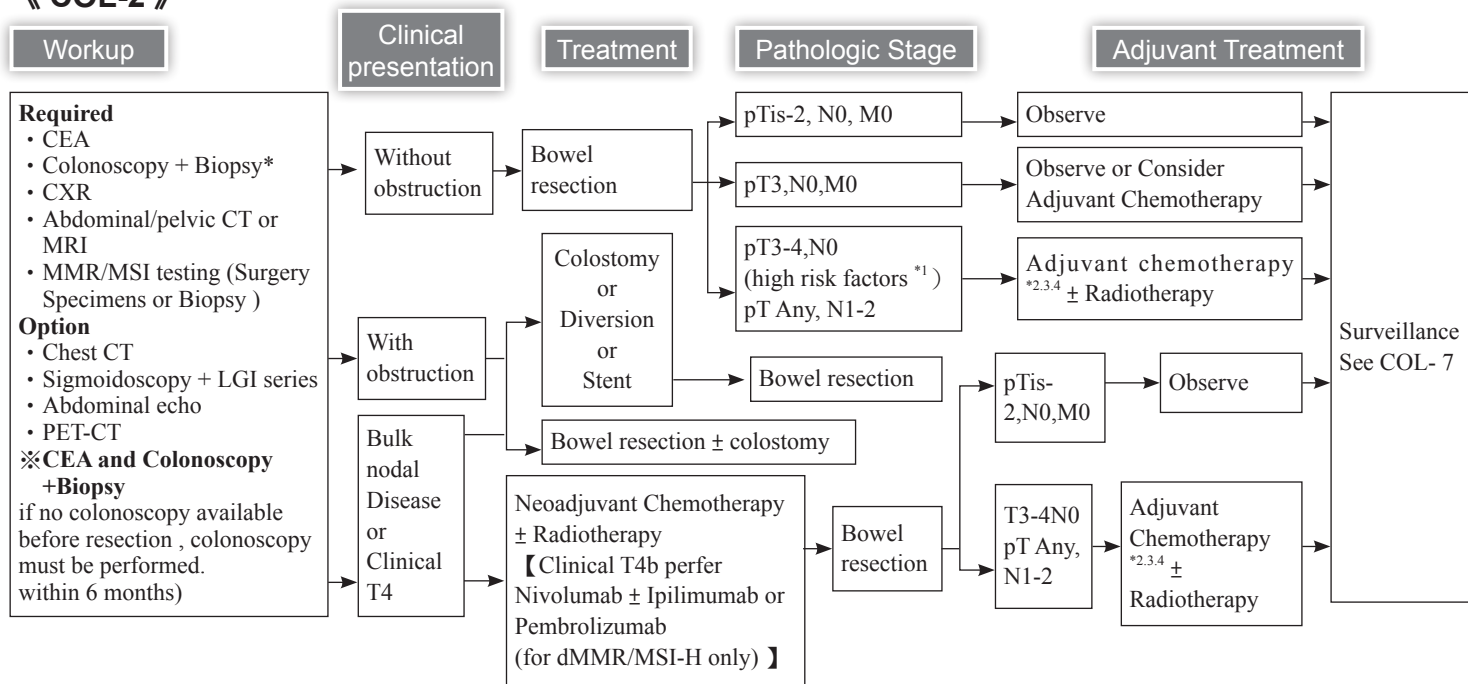 《 COL-2 》
Workup
Clinical
presentation
Treatment
Pathologic Stage
Adjuvant Treatment
Required
・CEA
・Colonoscopy + Biopsy*
・CXR
・Abdominal/pelvic CT or
MRI
・MMR/MSI testing (Surgery
Specimens or Biopsy )
Option
・Chest CT
・Sigmoidoscopy + LGI series
・Abdominal echo
・PET-CT
※CEA and Colonoscopy
+Biopsy
if no colonoscopy available
before resection , colonoscopy
must be performed.
within 6 months)
Without
obstruction
With
obstruction
Bulk
nodal
Disease
or
Clinical
T4
Bowel
resection
Colostomy
or
Diversion
or
Stent
Bowel resection
Bowel resection ± colostomy
Neoadjuvant Chemotherapy
± Radiotherapy
【Clinical T4b perfer
Nivolumab ± Ipilimumab or
Pembrolizumab
(for dMMR/MSI-H only) 】
Bowel
resection
pTis-2, N0, M0
Observe
pT3,N0,M0
Observe or Consider
Adjuvant Chemotherapy
pT3-4,N0
(high risk factors *1 )
pT Any, N1-2
Adjuvant chemotherapy
*2.3.4 ± Radiotherapy
pTis-
2,N0,M0
Observe
T3-4N0
pT Any,
N1-2
Adjuvant
Chemotherapy
*2.3.4 ±
Radiotherapy
Surveillance
See COL- 7